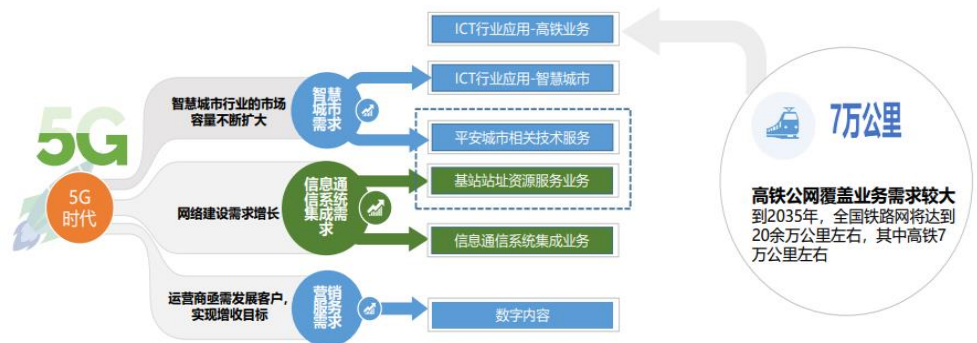 5G
5G
时代
智慧城市行业的市场
容量不断扩大
网络建设需求增长
运营商亟需发展客户，
实现增收目标
智慧
城市
需求
信息通
信系统
集成需
求
营销
服务
需求
ICT行业应用-高铁业务
ICT行业应用-智慧城市
平安城市相关技术服务
基站站址资源服务业务
信息通信系统集成业务
数字内容
7万公里
高铁公网覆盖业务需求较大
到2035年，全国铁路网将达到
20余万公里左右，其中高铁7
万公里左右